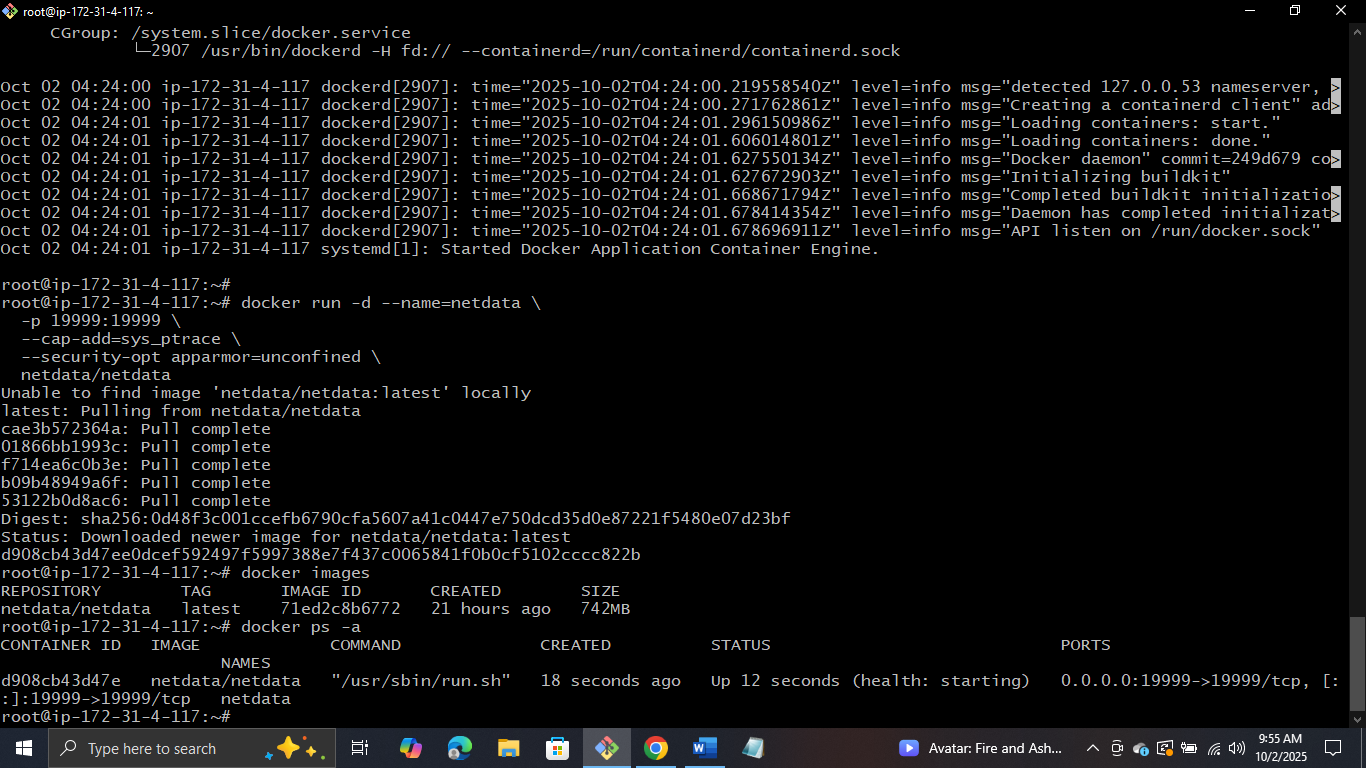 root@ip-172-31-4-117: ~
CGroup: /system.slice/docker.service
└─2907 /usr/bin/dockerd -H fd:// --containerd=/run/containerd/containerd.sock
Oct 02 04:24:00 ip-172-31-4-117 dockerd[2907]: time="2025-10-02T04:24:00.219558540Z" level=info msg="detected 127.0.0.53 nameserver, >
Oct 02 04:24:00 ip-172-31-4-117 dockerd[2907]: time="2025-10-02T04:24:00.271762861Z" level=info msg="Creating a containerd client" ad>
Oct 02 04:24:01 ip-172-31-4-117 dockerd[2907]: time="2025-10-02T04:24:01.296150986Z" level=info msg="Loading containers: start."
Oct 02 04:24:01 ip-172-31-4-117 dockerd[2907]: time="2025-10-02T04:24:01.606014801Z" level=info msg="Loading containers: done."
Oct 02 04:24:01 ip-172-31-4-117 dockerd[2907]: time="2025-10-02T04:24:01.627550134Z" level=info msg="Docker daemon" commit=249d679 co>
Oct 02 04:24:01 ip-172-31-4-117 dockerd[2907]: time="2025-10-02T04:24:01.627672903Z" level=info msg="Initializing buildkit"
Oct 02 04:24:01 ip-172-31-4-117 dockerd[2907]: time="2025-10-02T04:24:01.668671794Z" level=info msg="Completed buildkit initializatio>
Oct 02 04:24:01 ip-172-31-4-117 dockerd[2907]: time="2025-10-02T04:24:01.678414354Z" level=info msg="Daemon has completed initializat>
Oct 02 04:24:01 ip-172-31-4-117 dockerd[2907]: time="2025-10-02T04:24:01.678696911Z" level=info msg="API listen on /run/docker.sock"
Oct 02 04:24:01 ip-172-31-4-117 systemd[1]: Started Docker Application Container Engine.
root@ip-172-31-4-117:~#
root@ip-172-31-4-117:~# docker run -d --name=netdata \
-p 19999:19999 \
--cap-add=sys_ptrace \
--security-opt apparmor=unconfined \
netdata/netdata
Unable to find image 'netdata/netdata:latest' locally
latest: Pulling from netdata/netdata
cae3b572364a: Pull complete
01866bb1993c: Pull complete
f714ea6c0b3e: Pull complete
b09b48949a6f: Pull complete
53122b0d8ac6: Pull complete
Digest: sha256:0d48f3c001ccefb6790cfa5607a41c0447e750dcd35d0e87221f5480e07d23bf
Status: Downloaded newer image for netdata/netdata:latest
d908cb43d47ee0dcef592497f5997388e7f437c0065841f0b0cf5102cccc822b
root@ip-172-31-4-117:~# docker images
REPOSITORY TAG IMAGE ID CREATED SIZE
netdata/netdata latest 71ed2c8b6772 21 hours ago 742MB
root@ip-172-31-4-117:~# docker ps -a
CONTAINER ID IMAGE COMMAND CREATED STATUS PORTS
NAMES
d908cb43d47e netdata/netdata "/usr/sbin/run.sh" 18 seconds ago Up 12 seconds (health: starting) 0.0.0.0:19999->19999/tcp, [:
:]:19999->19999/tcp netdata
root@ip-172-31-4-117:~#
Type here to search
Avatar: Fire and Ash...
9:55 AM
10/2/2025